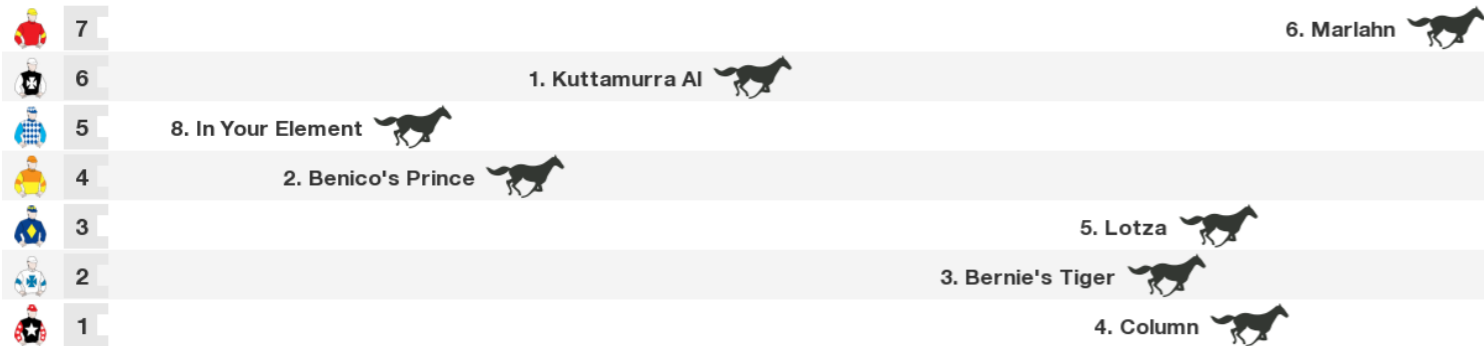 7 6. Marlahn
6 1. Kuttamurra Al
5 8. In Your Element
4 2. Benico's Prince
3 5. Lotza
2 3. Bernie's Tiger
1 4. Column